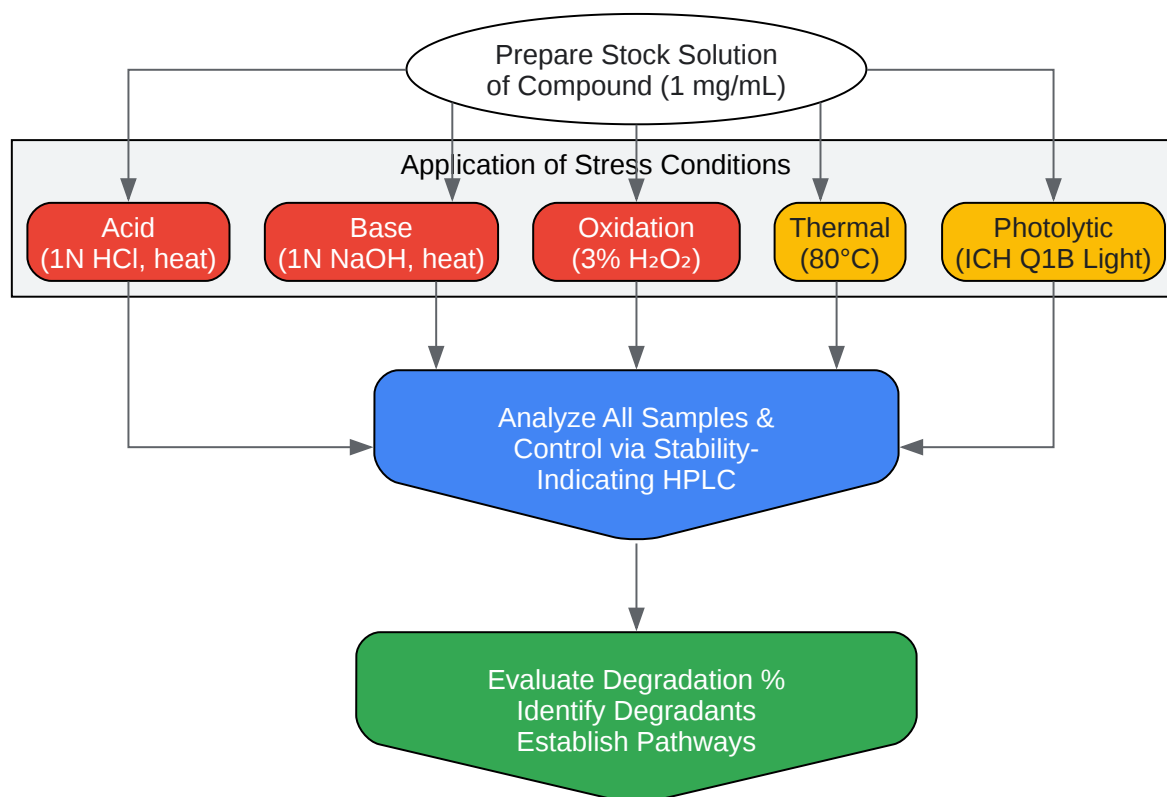 Prepare Stock Solution
of Compound (1 mg/mL)
Application of Stress Conditions
Acid
(1N HCl, heat)
Base
(1N NaOH, heat)
Oxidation
(3% H₂O₂)
Thermal
(80°C)
Photolytic
(ICH Q1B Light)
Analyze All Samples &
Control via Stability-
Indicating HPLC
Evaluate Degradation %
Identify Degradants
Establish Pathways